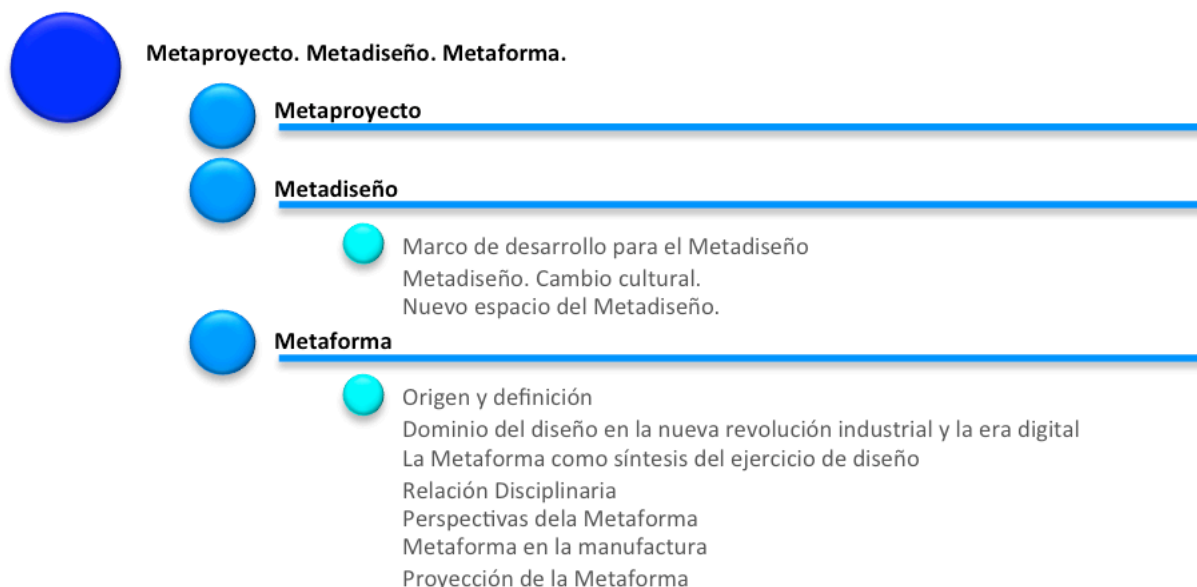 Metaproyecto. Metadiseño. Metaforma.
Metaproyecto
Metadiseño
Marco de desarrollo para el Metadiseño
Metadiseño. Cambio cultural.
Nuevo espacio del Metadiseño.
Metaforma
Origen y definición
Dominio del diseño en la nueva revolución industrial y la era digital
La Metaforma como síntesis del ejercicio de diseño
Relación Disciplinaria
Perspectivas dela Metaforma
Metaforma en la manufactura
Proyección de la Metaforma